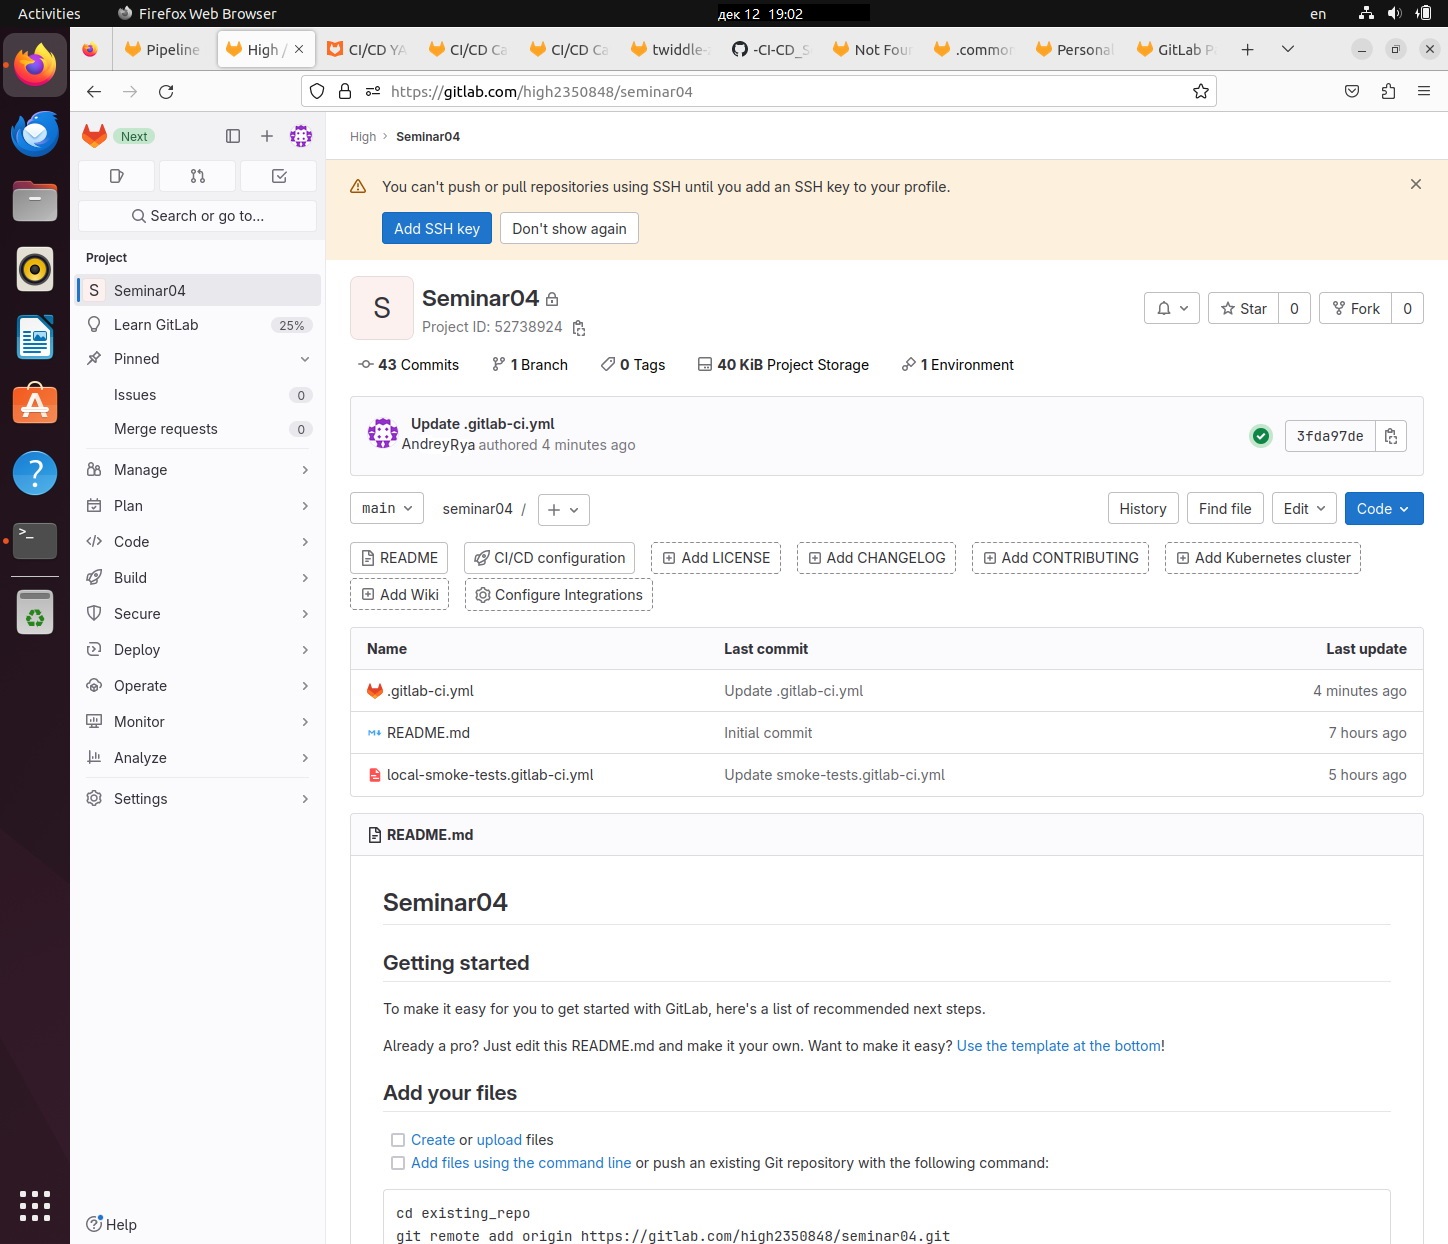 Activities Firefox Web Browser дек 12 19:02 en
Pipeline High / CI/CD YA CI/CD Ca CI/CD Ca twiddle- -CI-CD_S Not Four .common Personal GitLab P
https://gitlab.com/high2350848/seminar04
Next
High › Seminar04
You can't push or pull repositories using SSH until you add an SSH key to your profile.
Add SSH key Don't show again
Search or go to...
Project
S Seminar04
Learn GitLab 25%
Pinned
Issues 0
Merge requests 0
Manage
Plan
Code
Build
Secure
Deploy
Operate
Monitor
Analyze
Settings
Help
S
Seminar04
Project ID: 52738924
Star 0 Fork 0
43 Commits 1 Branch 0 Tags 40 KiB Project Storage 1 Environment
Update .gitlab-ci.yml
AndreyRya authored 4 minutes ago
3fda97de
main seminar04 / + History Find file Edit Code
README CI/CD configuration Add LICENSE Add CHANGELOG Add CONTRIBUTING Add Kubernetes cluster
Add Wiki Configure Integrations
Name Last commit Last update
.gitlab-ci.yml Update .gitlab-ci.yml 4 minutes ago
README.md Initial commit 7 hours ago
local-smoke-tests.gitlab-ci.yml Update smoke-tests.gitlab-ci.yml 5 hours ago
README.md
Seminar04
Getting started
To make it easy for you to get started with GitLab, here's a list of recommended next steps.
Already a pro? Just edit this README.md and make it your own. Want to make it easy? Use the template at the bottom!
Add your files
Create or upload files
Add files using the command line or push an existing Git repository with the following command:
cd existing_repo
git remote add origin https://gitlab.com/high2350848/seminar04.git